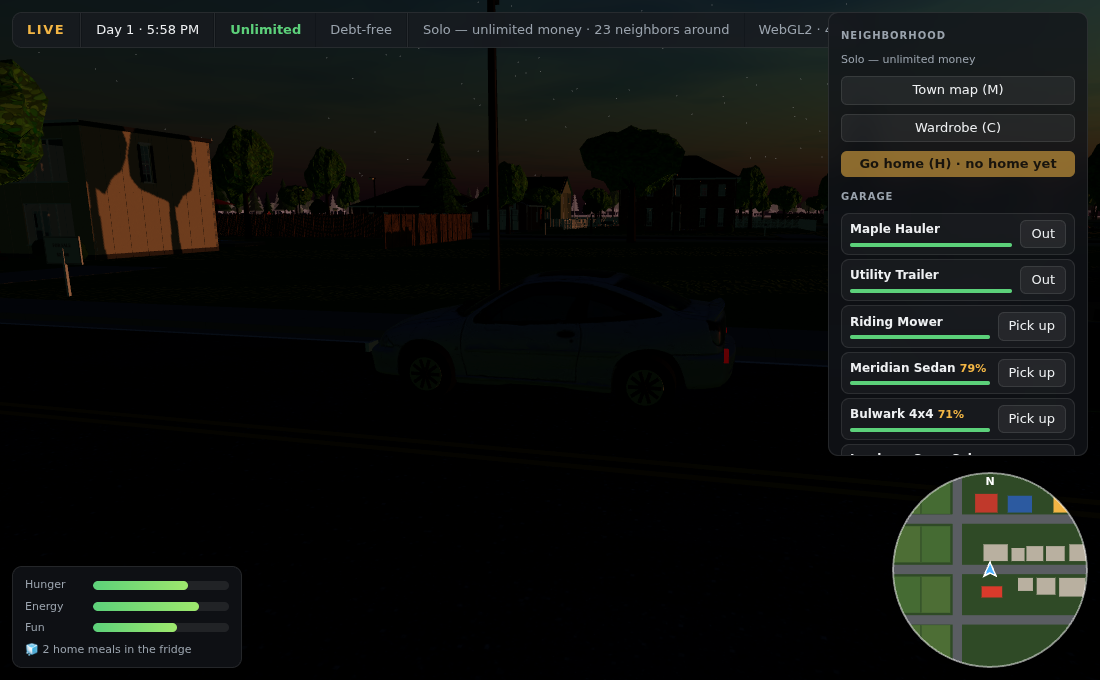 LIVE Day 1 · 5:58 PM Unlimited Debt-free Solo — unlimited money · 23 neighbors around WebGL2 ·
NEIGHBORHOOD
Solo — unlimited money
Town map (M)
Wardrobe (C)
Go home (H) · no home yet
GARAGE
Maple Hauler Out
Utility Trailer Out
Riding Mower Pick up
Meridian Sedan 79% Pick up
Bulwark 4x4 71% Pick up
N
Hunger
Energy
Fun
2 home meals in the fridge